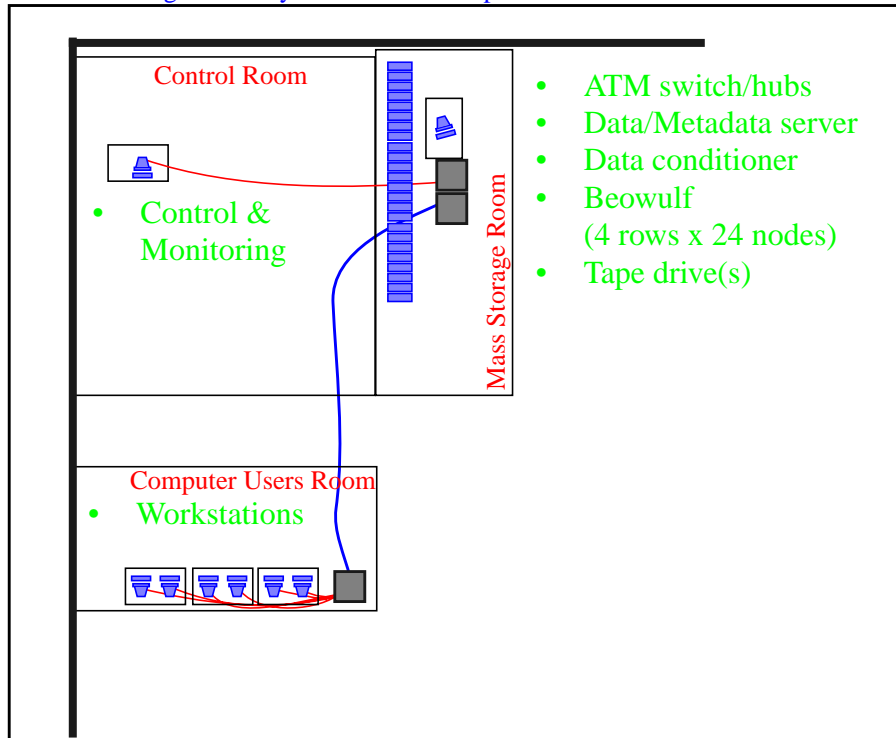 Control Room
• Control &
Monitoring
Mass Storage Room
• ATM switch/hubs
• Data/Metadata server
• Data conditioner
• Beowulf
(4 rows x 24 nodes)
• Tape drive(s)
Computer Users Room
• Workstations